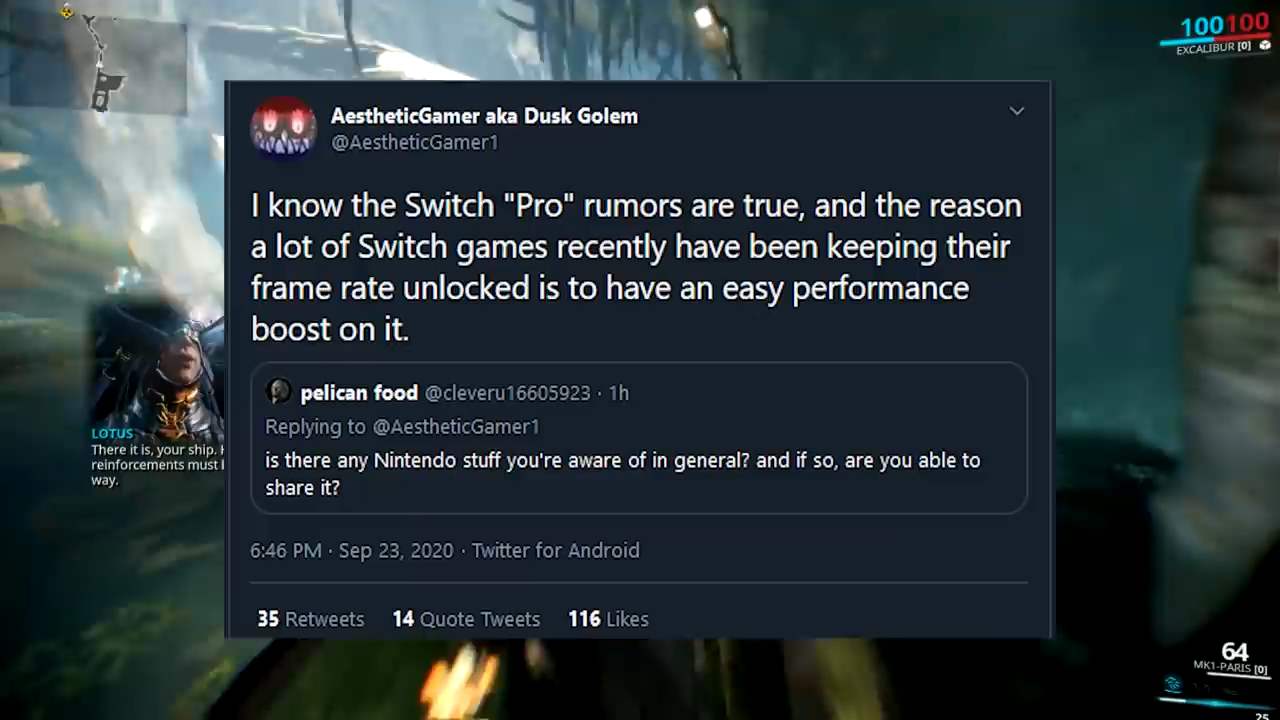 100 100
EXCALIBUR [0]
AestheticGamer aka Dusk Golem
@AestheticGamer1
I know the Switch "Pro" rumors are true, and the reason
a lot of Switch games recently have been keeping their
frame rate unlocked is to have an easy performance
boost on it.
pelican food @cleveru16605923 · 1h
Replying to @AestheticGamer1
is there any Nintendo stuff you're aware of in general? and if so, are you able to
share it?
6:46 PM · Sep 23, 2020 · Twitter for Android
35 Retweets 14 Quote Tweets 116 Likes
LOTUS
There it is, your ship.
reinforcements must
way.
64
MK1-PARIS [0]